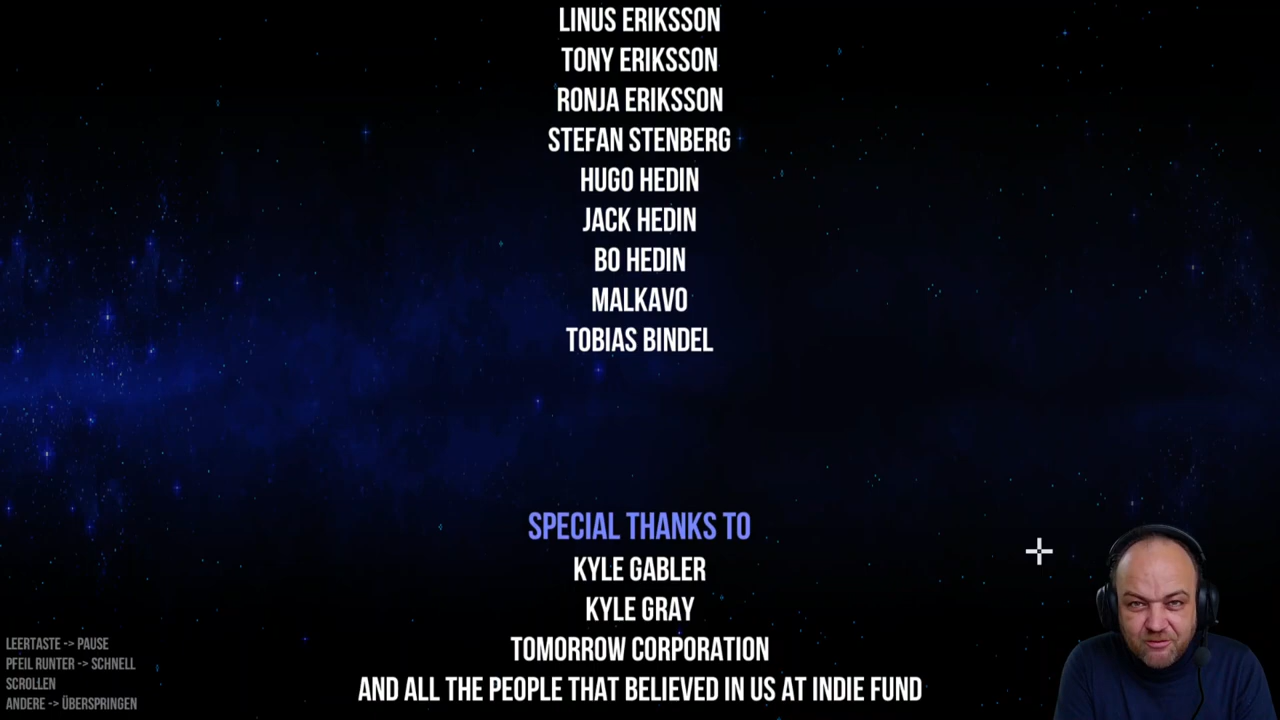 LINUS ERIKSSON
TONY ERIKSSON
RONJA ERIKSSON
STEFAN STENBERG
HUGO HEDIN
JACK HEDIN
BO HEDIN
MALKAVO
TOBIAS BINDEL
SPECIAL THANKS TO
KYLE GABLER
KYLE GRAY
TOMORROW CORPORATION
AND ALL THE PEOPLE THAT BELIEVED IN US AT INDIE FUND
LEERTASTE -> PAUSE
PFEIL RUNTER -> SCHNELL
SCROLLEN
ANDERE -> ÜBERSPRINGEN